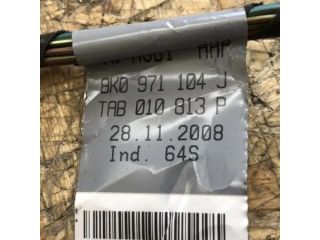 8K0 971 104 J
TAB 010 813 P
28.11.2008
Ind. 64S